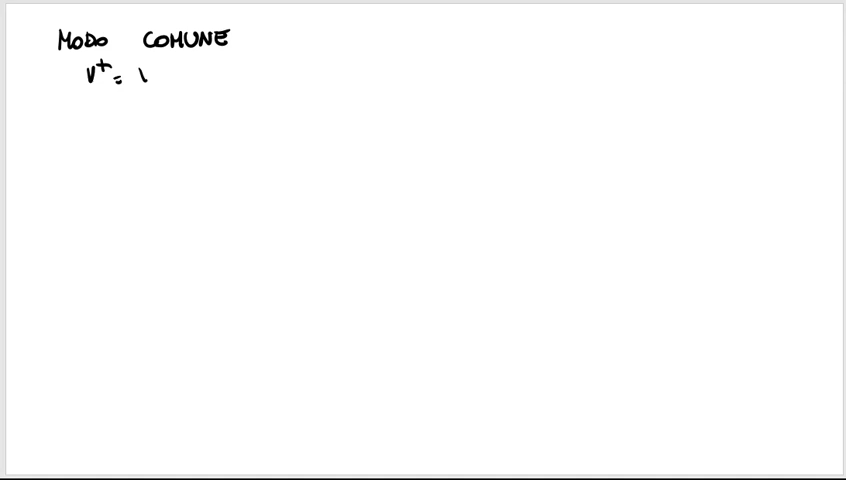 MODO COMUNE
V⁺ =